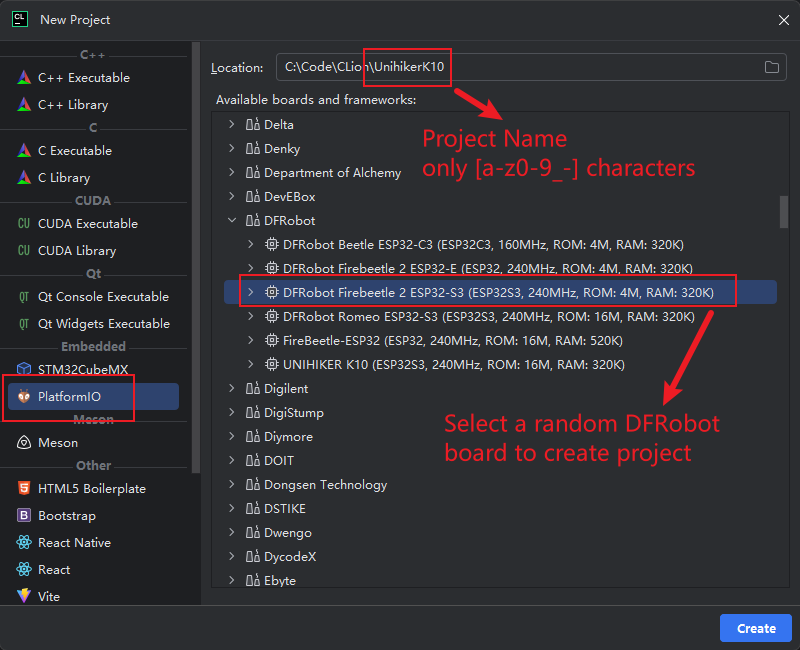 CL
New Project
C++
C++ Executable
C++ Library
C
C Executable
C Library
CUDA
CU CUDA Executable
CU CUDA Library
Qt
QT Qt Console Executable
QT Qt Widgets Executable
Embedded
STM32CubeMX
PlatformIO
Meson
Meson
Other
HTML5 Boilerplate
B Bootstrap
React Native
React
Vite
Location: C:\Code\CLion\UnihikerK10
Available boards and frameworks:
Project Name
only [a-z0-9_-] characters
Delta
Denky
Department of Alchemy
DevEBox
DFRobot
DFRobot Beetle ESP32-C3 (ESP32C3, 160MHz, ROM: 4M, RAM: 320K)
DFRobot Firebeetle 2 ESP32-E (ESP32, 240MHz, ROM: 4M, RAM: 320K)
DFRobot Firebeetle 2 ESP32-S3 (ESP32S3, 240MHz, ROM: 4M, RAM: 320K)
DFRobot Romeo ESP32-S3 (ESP32S3, 240MHz, ROM: 16M, RAM: 320K)
FireBeetle-ESP32 (ESP32, 240MHz, ROM: 16M, RAM: 520K)
UNIHIKER K10 (ESP32S3, 240MHz, ROM: 16M, RAM: 320K)
Digilent
DigiStump
Diymore
DOIT
Dongsen Technology
DSTIKE
Dwengo
DycodeX
Ebyte
Select a random DFRobot
board to create project
Create